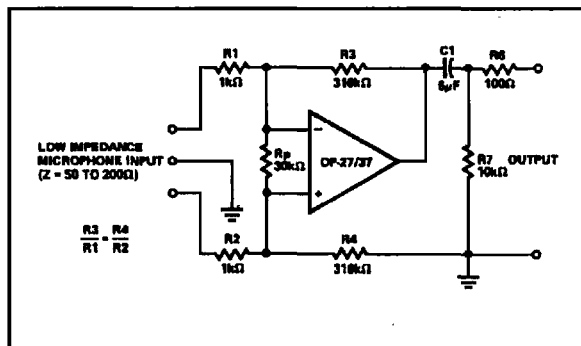 R1
1kΩ
R3
316kΩ
C1
5µF
R6
100Ω
LOW IMPEDANCE
MICROPHONE INPUT
(Z = 50 TO 200Ω)
Rp
30kΩ
−
+
OP-27/37
R7
10kΩ
OUTPUT
R3
R1
=
R4
R2
R2
1kΩ
R4
316kΩ